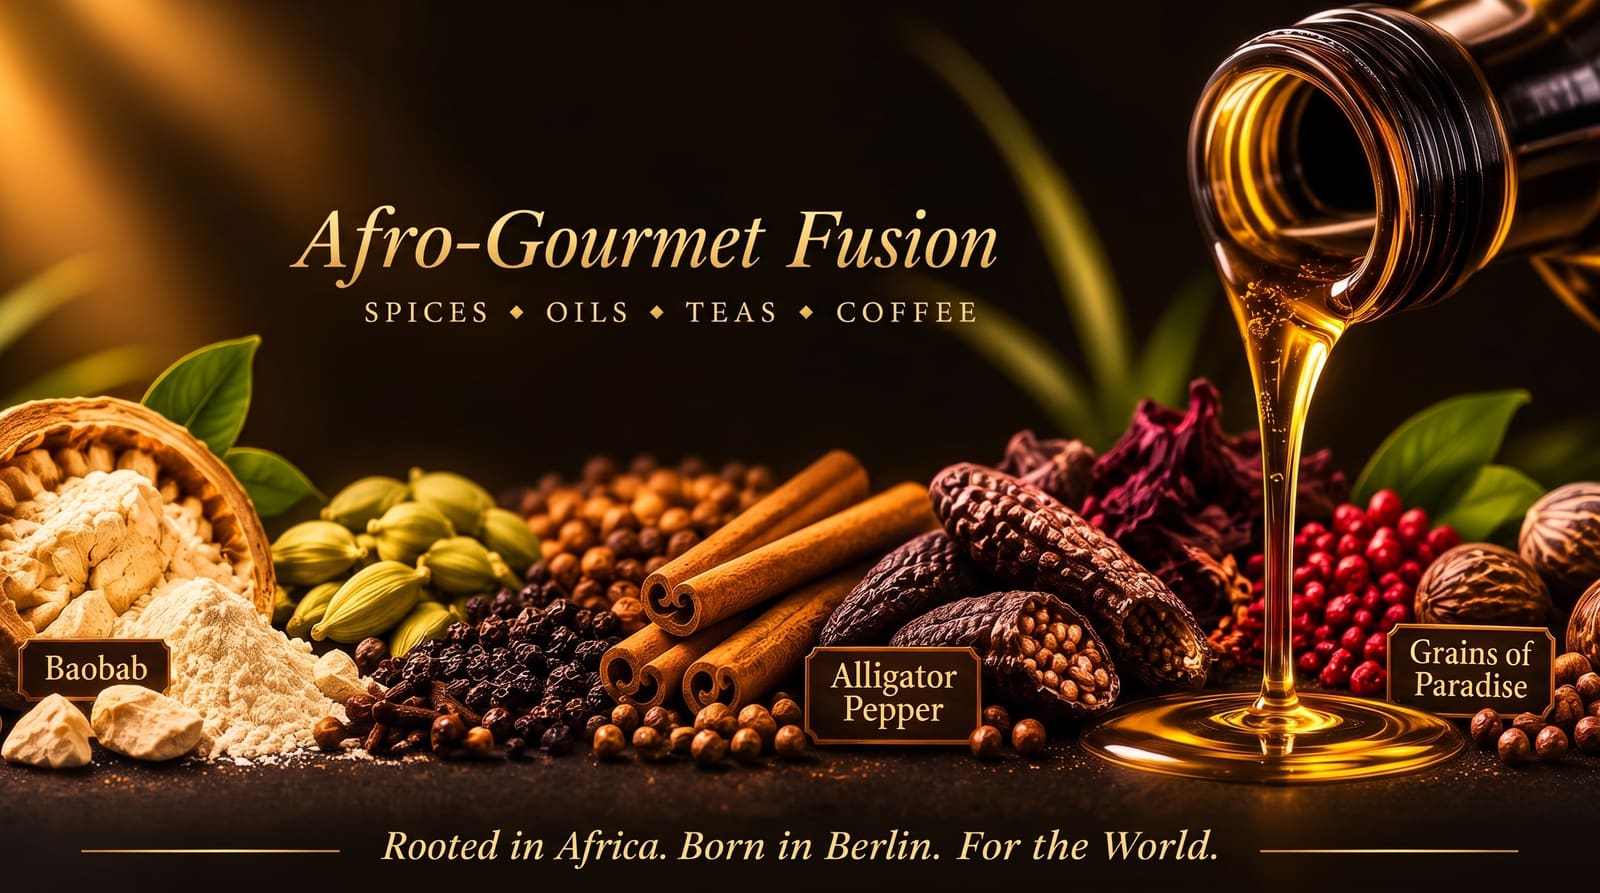 Afro-Gourmet Fusion
SPICES ◆ OILS ◆ TEAS ◆ COFFEE
Baobab
Alligator
Pepper
Grains of
Paradise
Rooted in Africa. Born in Berlin. For the World.